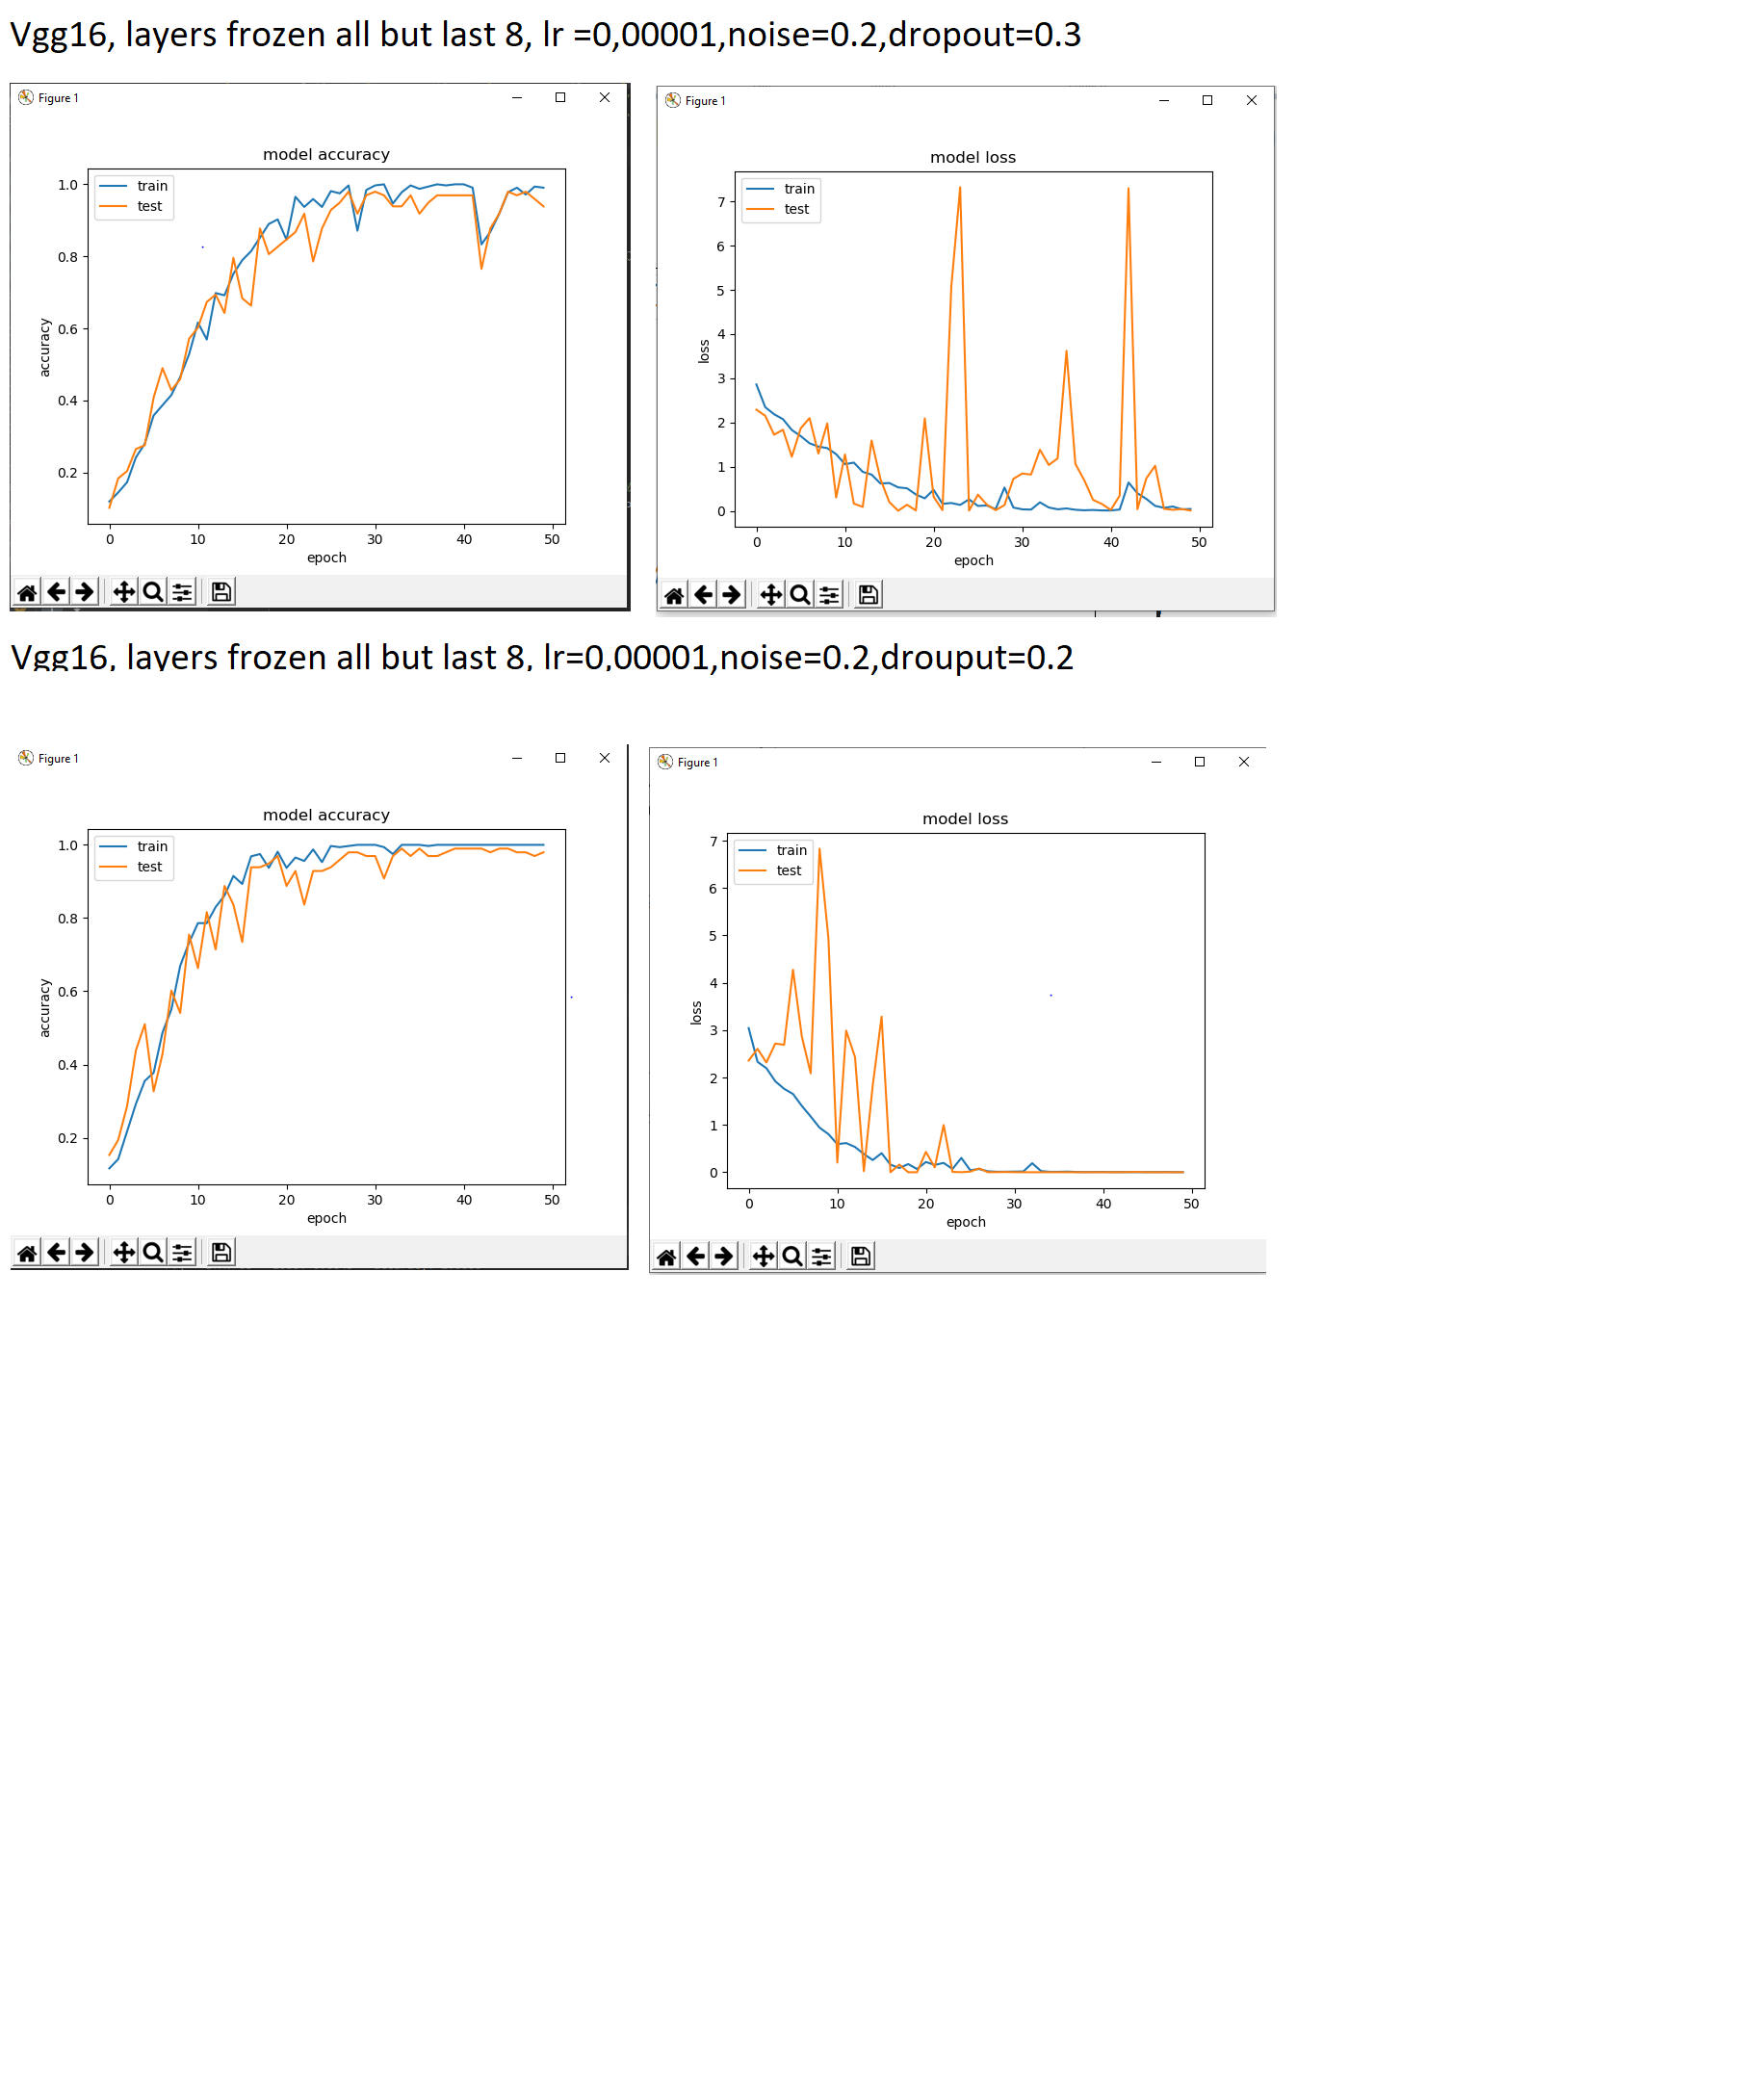 Vgg16, layers frozen all but last 8, lr =0,00001,noise=0.2,dropout=0.3
Figure 1
model accuracy
train
test
1.0
0.8
0.6
0.4
0.2
accuracy
0 10 20 30 40 50
epoch
Figure 1
model loss
train
test
7
6
5
4
3
2
1
0
loss
0 10 20 30 40 50
epoch
Vgg16, layers frozen all but last 8, lr=0,00001,noise=0.2,drouput=0.2
Figure 1
model accuracy
train
test
1.0
0.8
0.6
0.4
0.2
accuracy
0 10 20 30 40 50
epoch
Figure 1
model loss
train
test
7
6
5
4
3
2
1
0
loss
0 10 20 30 40 50
epoch